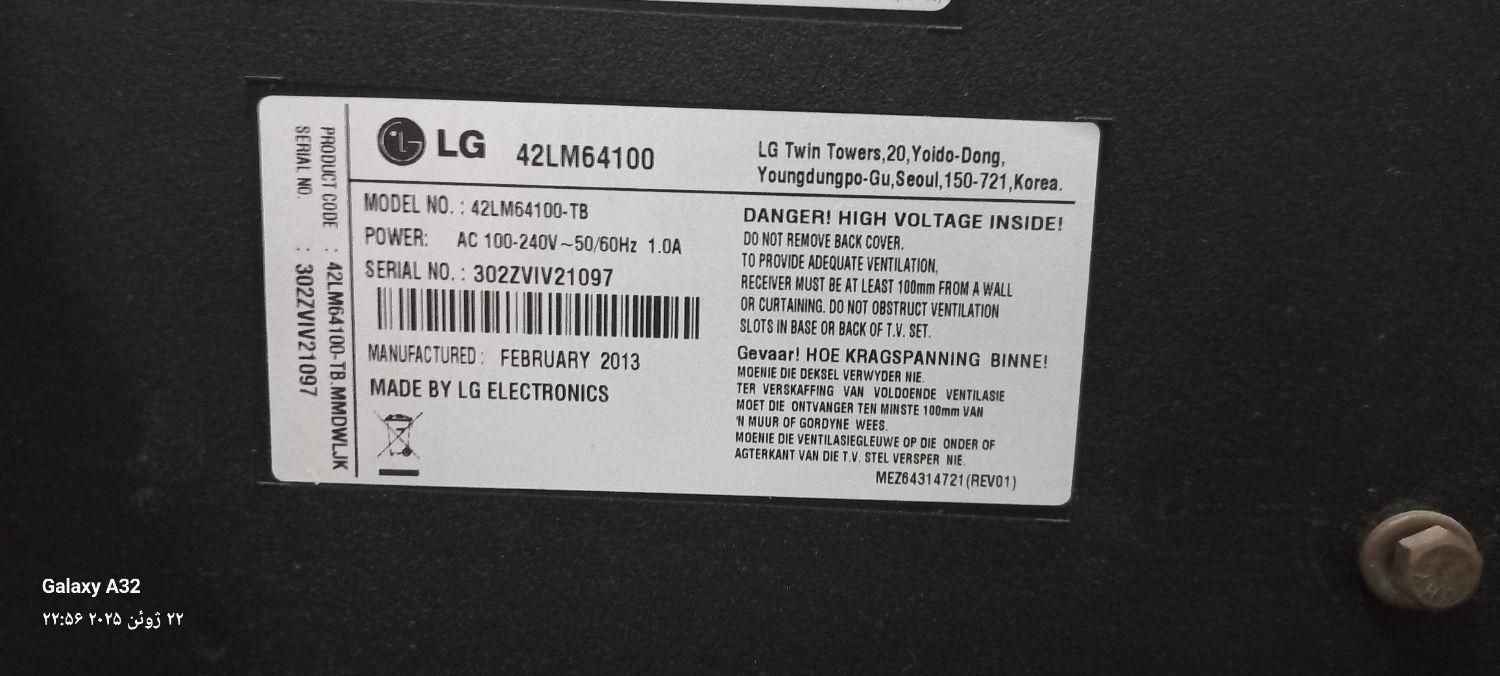 PRODUCT CODE : 42LM64100-TB.MMDWLJK
SERIAL NO. : 302ZVIV21097
LG 42LM64100
LG Twin Towers,20,Yoido-Dong,
Youngdungpo-Gu,Seoul,150-721,Korea.
MODEL NO. : 42LM64100-TB
POWER: AC 100-240V~50/60Hz 1.0A
SERIAL NO. : 302ZVIV21097
MANUFACTURED : FEBRUARY 2013
MADE BY LG ELECTRONICS
DANGER! HIGH VOLTAGE INSIDE!
DO NOT REMOVE BACK COVER.
TO PROVIDE ADEQUATE VENTILATION,
RECEIVER MUST BE AT LEAST 100mm FROM A WALL
OR CURTAINING. DO NOT OBSTRUCT VENTILATION
SLOTS IN BASE OR BACK OF T.V. SET.
Gevaar! HOE KRAGSPANNING BINNE!
MOENIE DIE DEKSEL VERWYDER NIE.
TER VERSKAFFING VAN VOLDOENDE VENTILASIE
MOET DIE ONTVANGER TEN MINSTE 100mm VAN
'N MUUR OF GORDYNE WEES.
MOENIE DIE VENTILASIEGLEUWE OP DIE ONDER OF
AGTERKANT VAN DIE T.V. STEL VERSPER NIE.
MEZ64314721(REV01)
Galaxy A32
۲۲ ژوئن ۲۰۲۵ ۲۲:۵۶